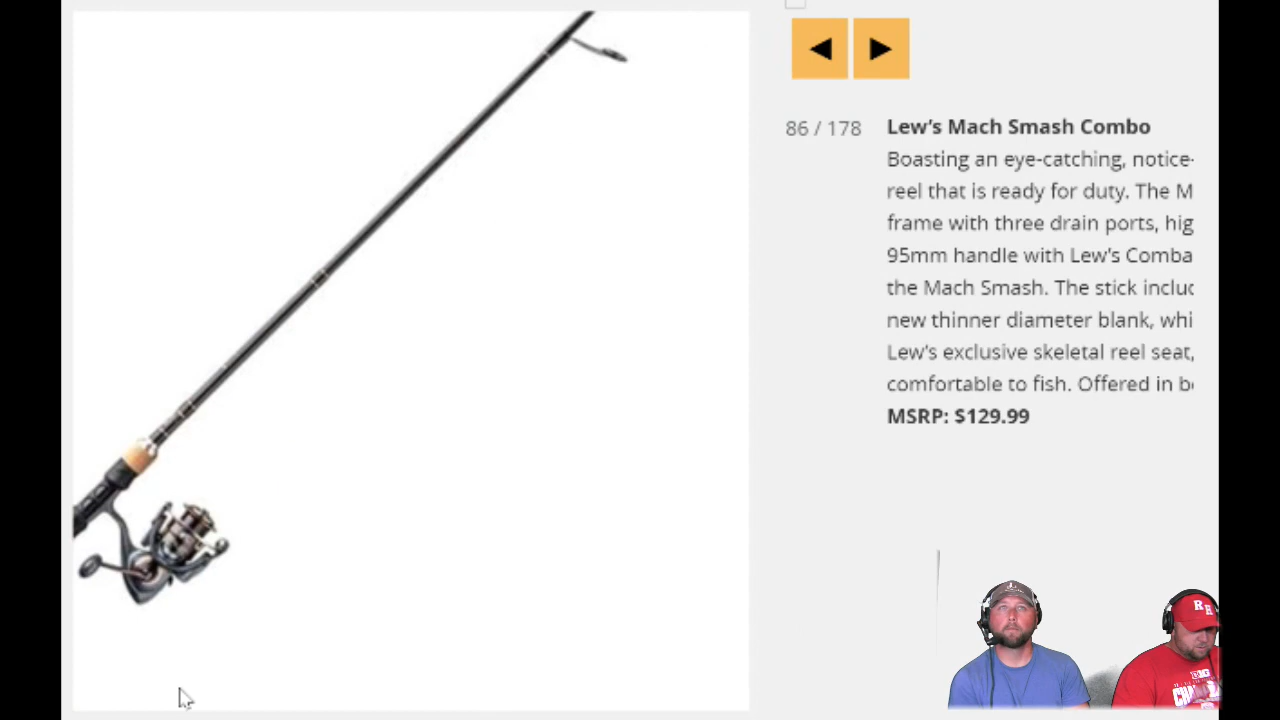 86 / 178
Lew's Mach Smash Combo
Boasting an eye-catching, notice-
reel that is ready for duty. The M
frame with three drain ports, hig
95mm handle with Lew's Comba
the Mach Smash. The stick includ
new thinner diameter blank, whi
Lew's exclusive skeletal reel seat,
comfortable to fish. Offered in b
MSRP: $129.99
R H
B1G